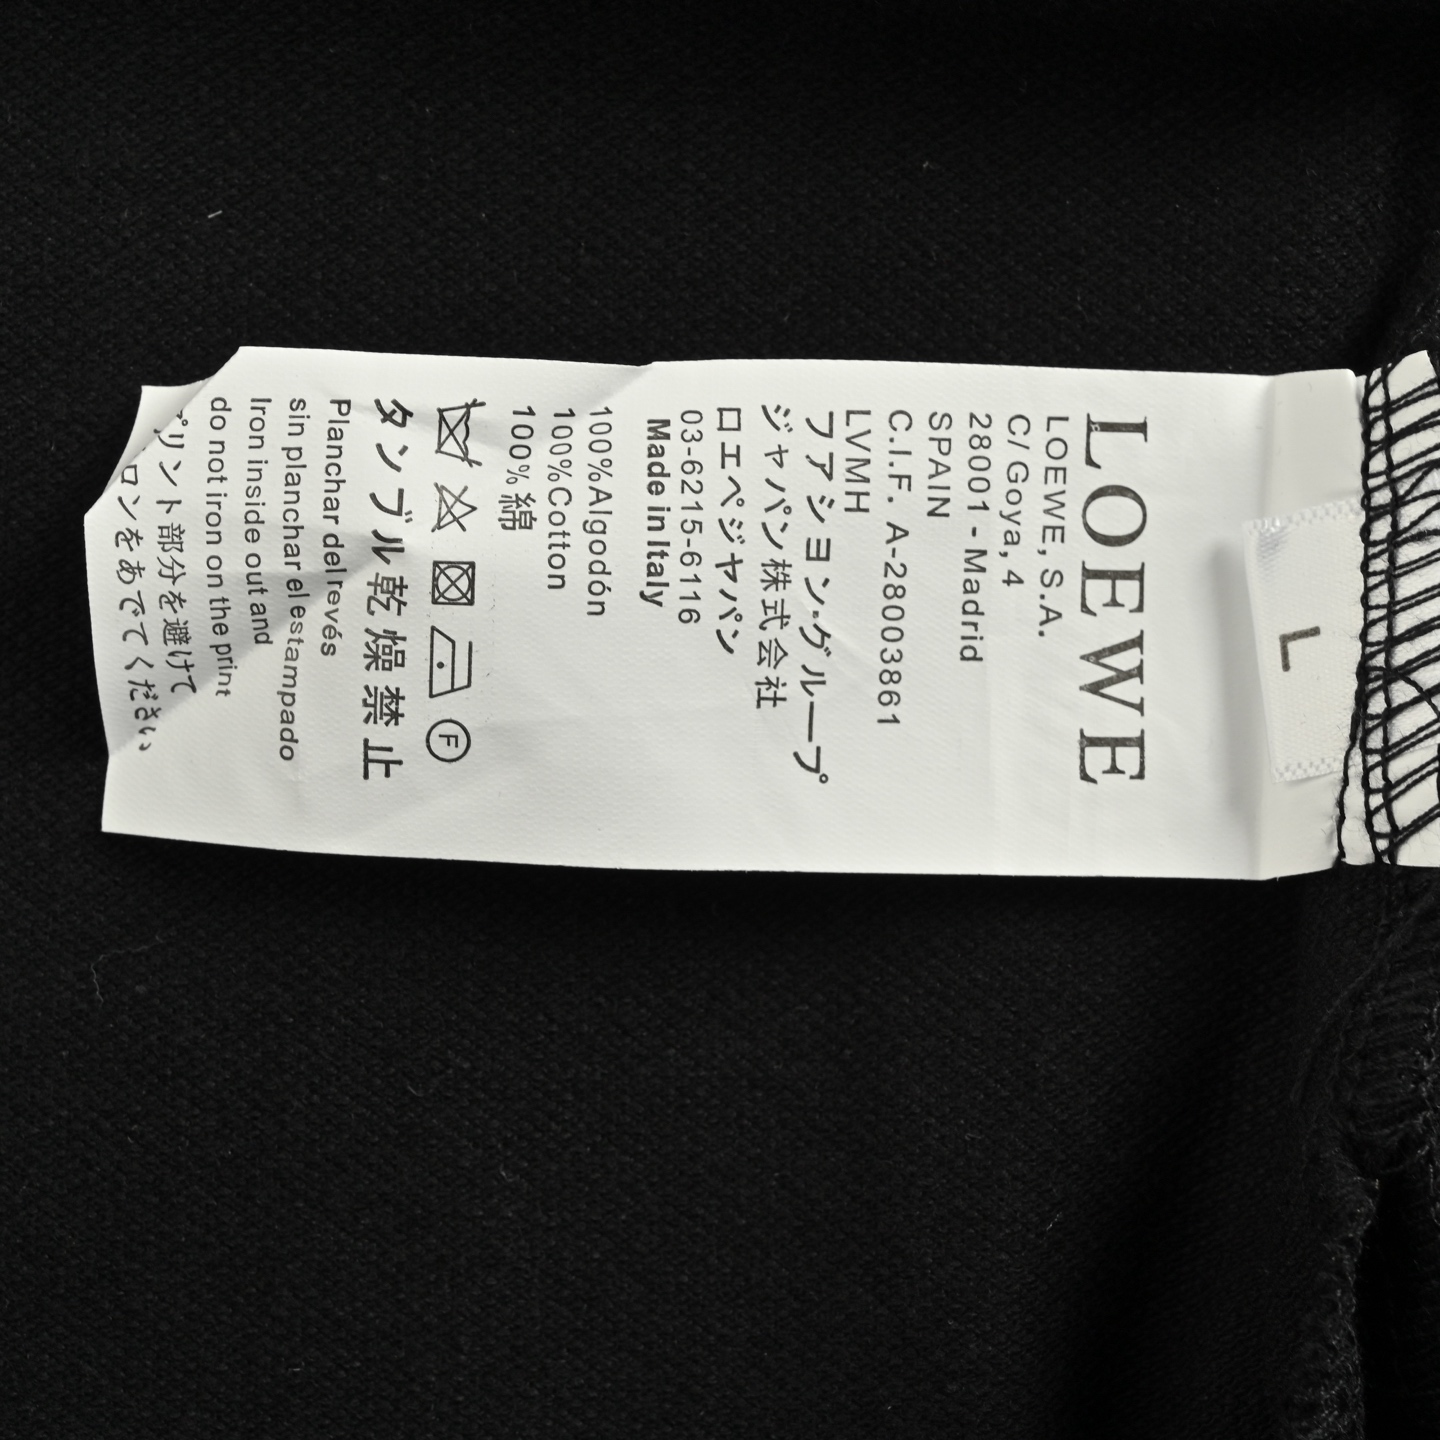 LOEWE
LOEWE, S.A.
C/ Goya, 4
28001 - Madrid
SPAIN
C.I.F. A-28003861
LVMH
ファション·グループ
ジャパン株式会社
ロエベジャパン
03-6215-6116
Made in Italy
100%Algodón
100%Cotton
100%綿
F
タンブル乾燥禁止
Planchar del revés
sin planchar el estampado
Iron inside out and
do not iron on the print
プリント部分を避けて
ロンをあててください
L